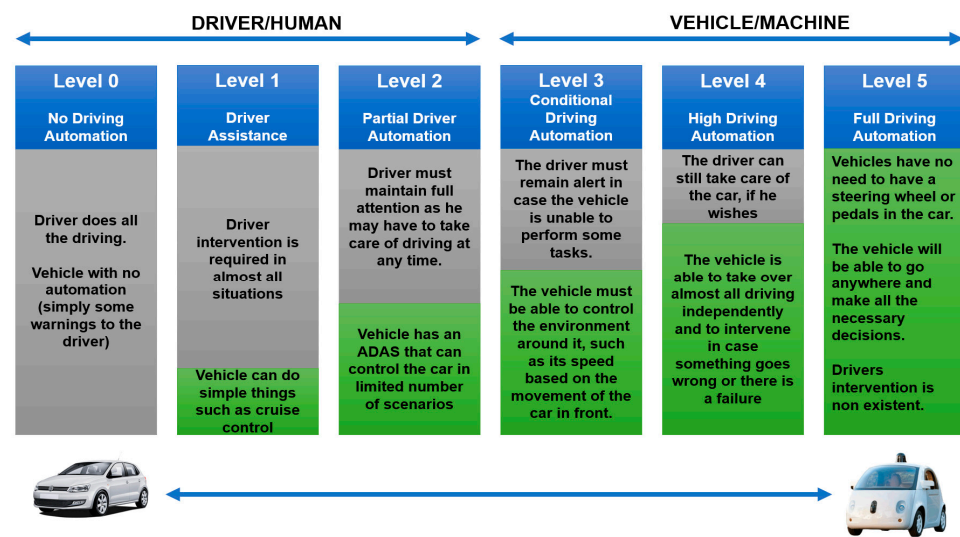 DRIVER/HUMAN
VEHICLE/MACHINE
Level 0
No Driving
Automation
Driver does all
the driving.
Vehicle with no
automation
(simply some
warnings to the
driver)
Level 1
Driver
Assistance
Driver
intervention is
required in
almost all
situations
Vehicle can do
simple things
such as cruise
control
Level 2
Partial Driver
Automation
Driver must
maintain full
attention as he
may have to take
care of driving at
any time.
Vehicle has an
ADAS that can
control the car in
limited number
of scenarios
Level 3
Conditional
Driving
Automation
The driver must
remain alert in
case the vehicle
is unable to
perform some
tasks.
The vehicle must
be able to control
the environment
around it, such
as its speed
based on the
movement of the
car in front.
Level 4
High Driving
Automation
The driver can
still take care of
the car, if he
wishes
The vehicle is
able to take over
almost all driving
independently
and to intervene
in case
something goes
wrong or there is
a failure
Level 5
Full Driving
Automation
Vehicles have no
need to have a
steering wheel or
pedals in the car.
The vehicle will
be able to go
anywhere and
make all the
necessary
decisions.
Drivers
intervention is
non existent.